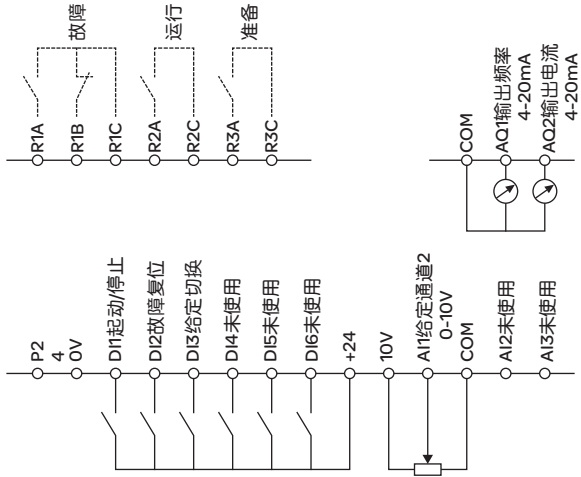 故障
运行
准备
R1A
R1B
R1C
R2A
R2C
R3A
R3C
COM
AQ1输出频率
4-20mA
AQ2输出电流
4-20mA
P2
4
0V
DI1起动/停止
DI2故障复位
DI3给定切换
DI4未使用
DI5未使用
DI6未使用
+24
10V
AI1给定通道2
0-10V
COM
AI2未使用
AI3未使用